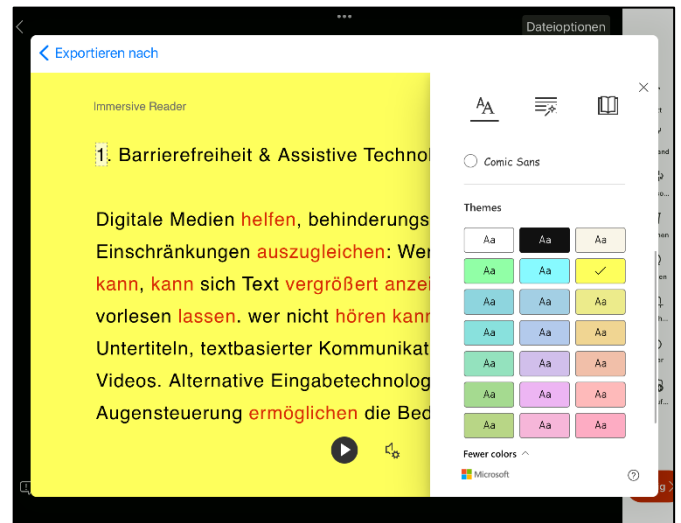 Dateioptionen
Exportieren nach
Immersive Reader
1. Barrierefreiheit & Assistive Technol
Digitale Medien helfen, behinderungs
Einschränkungen auszugleichen: Wer
kann, kann sich Text vergrößert anzei
vorlesen lassen. wer nicht hören kann
Untertiteln, textbasierter Kommunikat
Videos. Alternative Eingabetechnolog
Augensteuerung ermöglichen die Bed
AA
Comic Sans
Themes
Aa Aa Aa
Aa Aa
Aa Aa Aa
Aa Aa Aa
Aa Aa Aa
Aa Aa Aa
Aa Aa Aa
Fewer colors
Microsoft
?